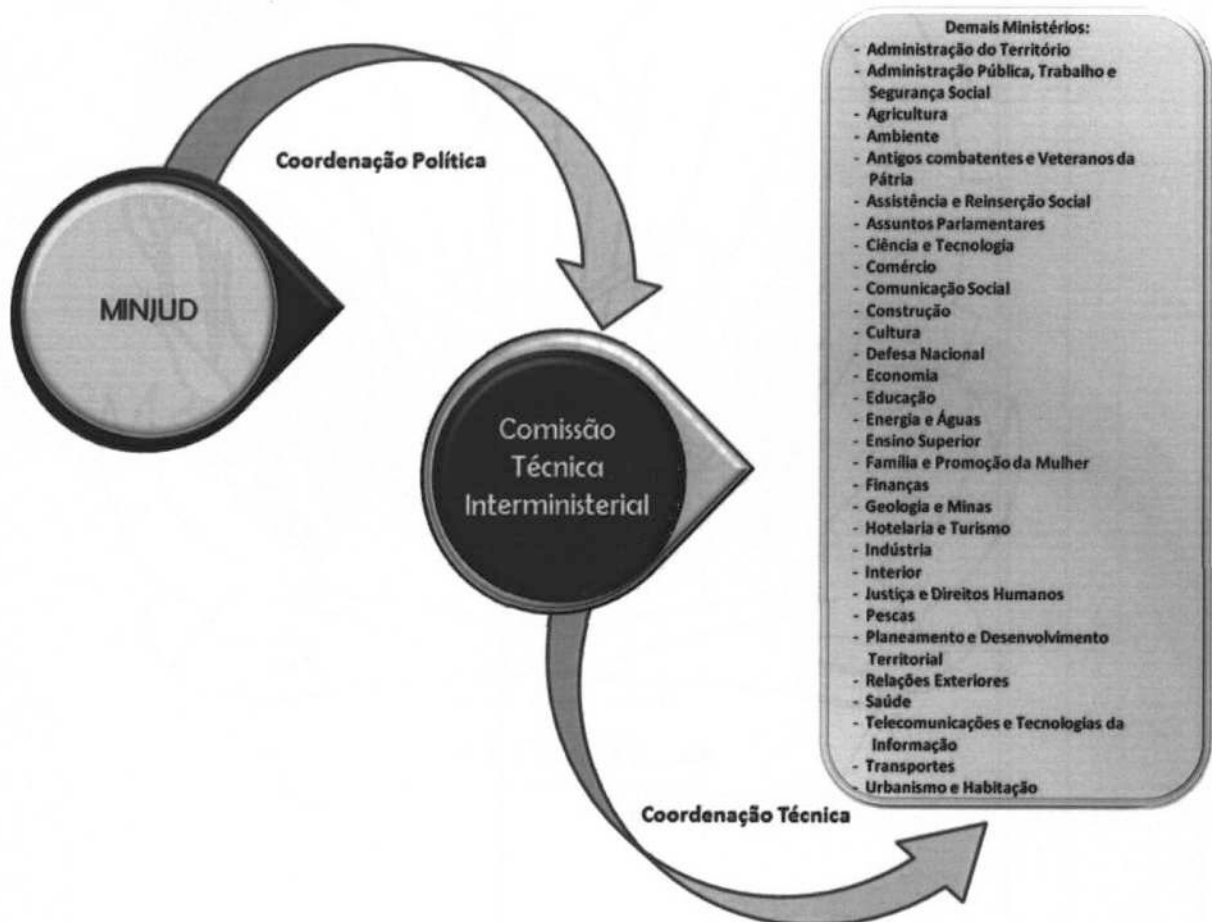 MINJUD
Coordenação Política
Comissão
Técnica
Interministerial
Coordenação Técnica
Demais Ministérios:
- Administração do Território
- Administração Pública, Trabalho e
Segurança Social
- Agricultura
- Ambiente
- Antigos combatentes e Veteranos da
Pátria
- Assistência e Reinserção Social
- Assuntos Parlamentares
- Ciência e Tecnologia
- Comércio
- Comunicação Social
- Construção
- Cultura
- Defesa Nacional
- Economia
- Educação
- Energia e Águas
- Ensino Superior
- Família e Promoção da Mulher
- Finanças
- Geologia e Minas
- Hotelaria e Turismo
- Indústria
- Interior
- Justiça e Direitos Humanos
- Pescas
- Planeamento e Desenvolvimento
Territorial
- Relações Exteriores
- Saúde
- Telecomunicações e Tecnologias da
Informação
- Transportes
- Urbanismo e Habitação